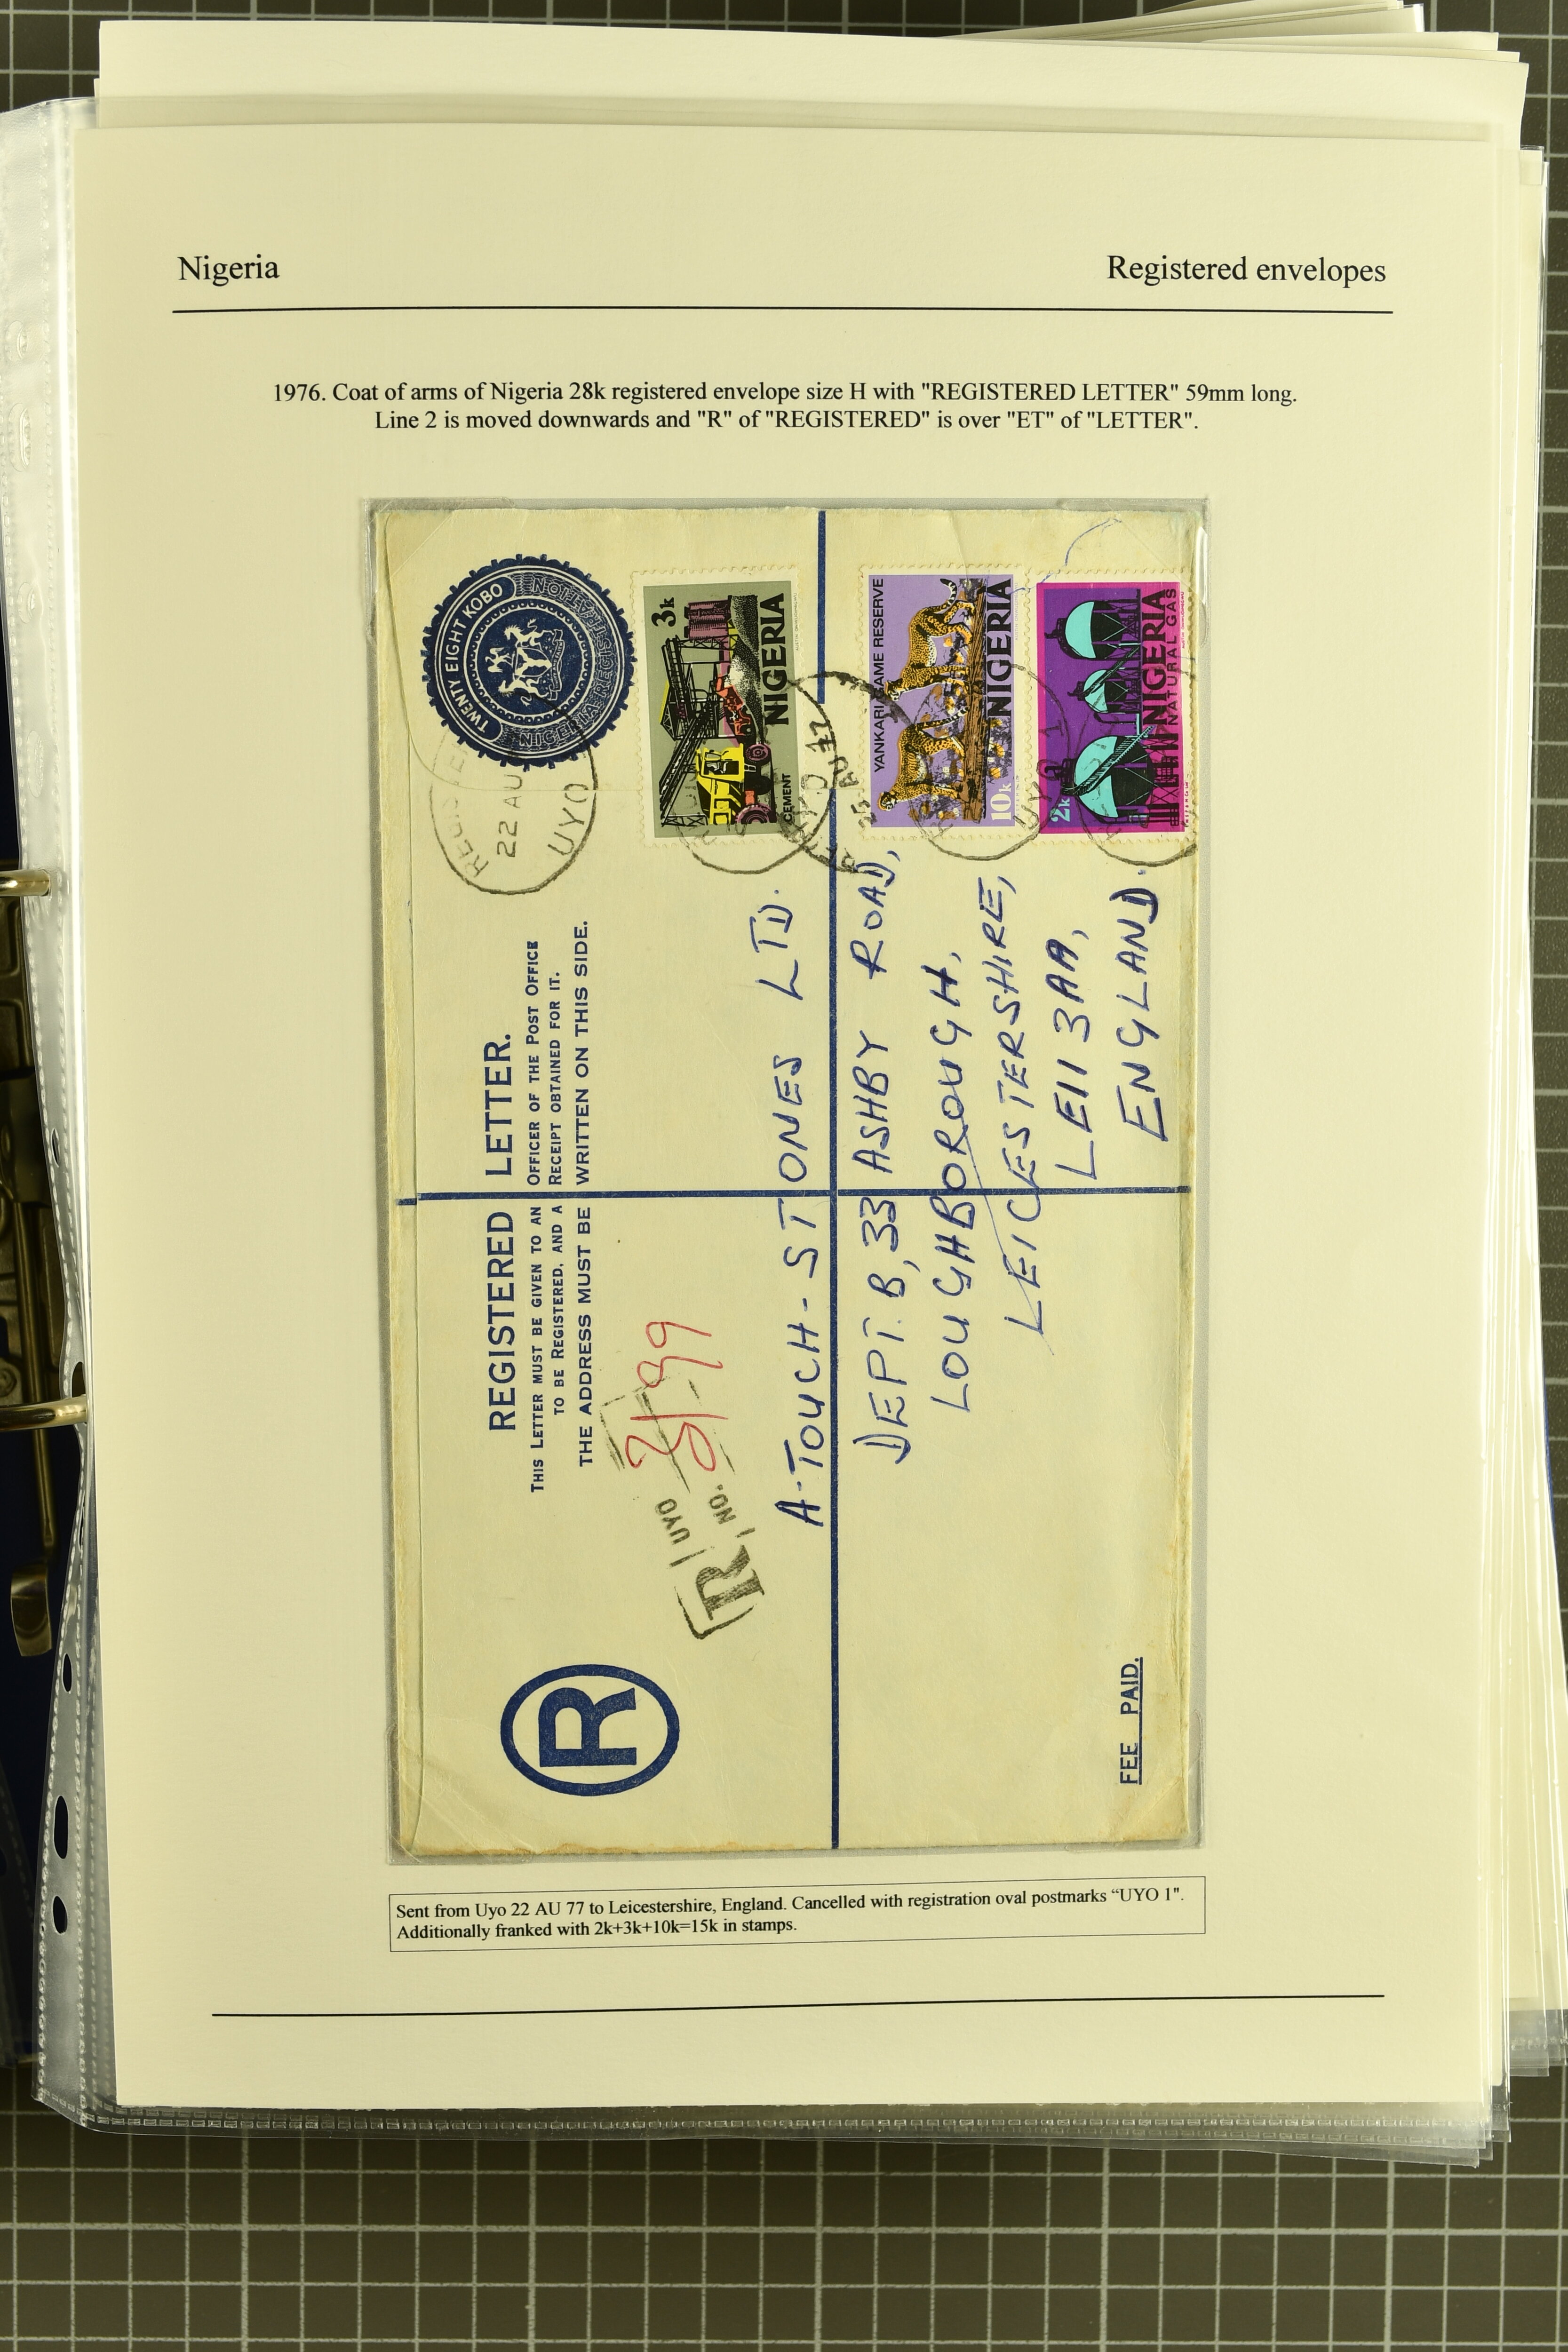 Nigeria
Registered envelopes
1976. Coat of arms of Nigeria 28k registered envelope size H with "REGISTERED LETTER" 59mm long.
Line 2 is moved downwards and "R" of "REGISTERED" is over "ET" of "LETTER".
REGISTERED LETTER.
THIS LETTER MUST BE GIVEN TO AN OFFICER OF THE POST OFFICE
TO BE REGISTERED, AND A RECEIPT OBTAINED FOR IT.
THE ADDRESS MUST BE WRITTEN ON THIS SIDE.
TWENTY EIGHT KOBO
NIGERIA REGISTRATION
22 AU
UYO
3k
CEMENT
NIGERIA
25 AU 77
YANKARI GAME RESERVE
10k
NIGERIA
UYO 1
2k
NIGERIA
NATURAL GAS
R
R
UYO
NO. 3199
A-TOUCH-STONES LTD.
DEPT. B, 33 ASHBY ROAD,
LOUGHBOROUGH,
LEICESTERSHIRE,
LE11 3AA,
ENGLAND.
FEE PAID.
Sent from Uyo 22 AU 77 to Leicestershire, England. Cancelled with registration oval postmarks “UYO 1".
Additionally franked with 2k+3k+10k=15k in stamps.